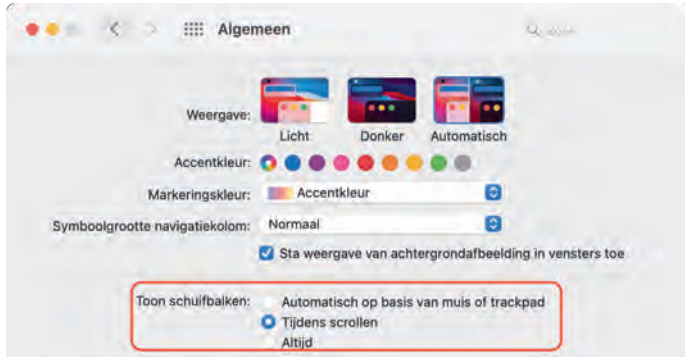 Algemeen
Weergave:
Licht Donker Automatisch
Accentkleur:
Markeringskleur: Accentkleur
Symboolgrootte navigatiekolom: Normaal
Sta weergave van achtergrondafbeelding in vensters toe
Toon schuifbalken: Automatisch op basis van muis of trackpad
Tijdens scrollen
Altijd